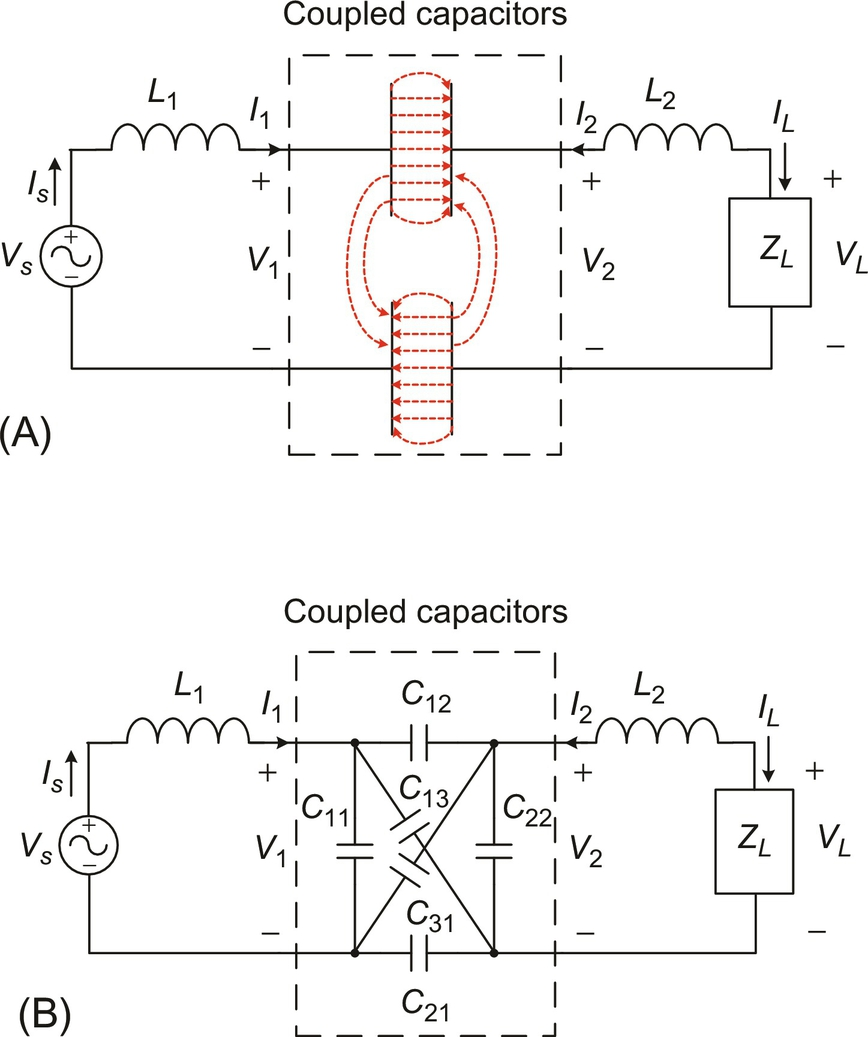 Coupled capacitors
L1 I1 I2 L2 IL
Is + + +
Vs + − V1 V2 ZL VL
− − −
(A)
Coupled capacitors
L1 I1 C12 I2 L2 IL
Is + + +
C11 C13 C22
Vs + − V1 V2 ZL VL
C31
− − −
C21
(B)